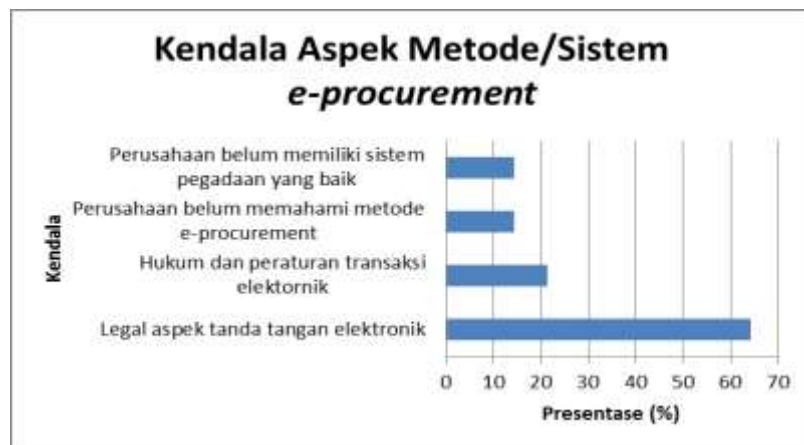 Kendala Aspek Metode/Sistem
e-procurement
Kendala
Perusahaan belum memiliki sistem
pegadaan yang baik
Perusahaan belum memahami metode
e-procurement
Hukum dan peraturan transaksi
elektornik
Legal aspek tanda tangan elektronik
0 10 20 30 40 50 60 70
Presentase (%)